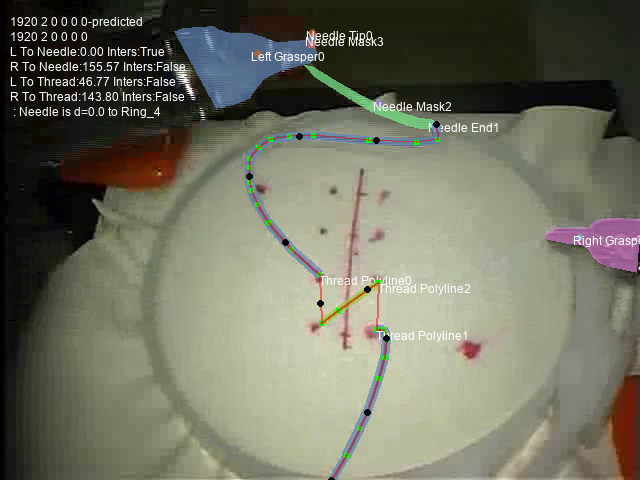 1920 2 0 0 0 0-predicted
1920 2 0 0 0 0
L To Needle:0.00 Inters:True
R To Needle:155.57 Inters:False
L To Thread:46.77 Inters:False
R To Thread:143.80 Inters:False
: Needle is d=0.0 to Ring_4
Needle Tip0
Needle Mask3
Left Grasper0
Needle Mask2
Needle End1
Right Grasp
Thread Polyline0
Thread Polyline2
Thread Polyline1